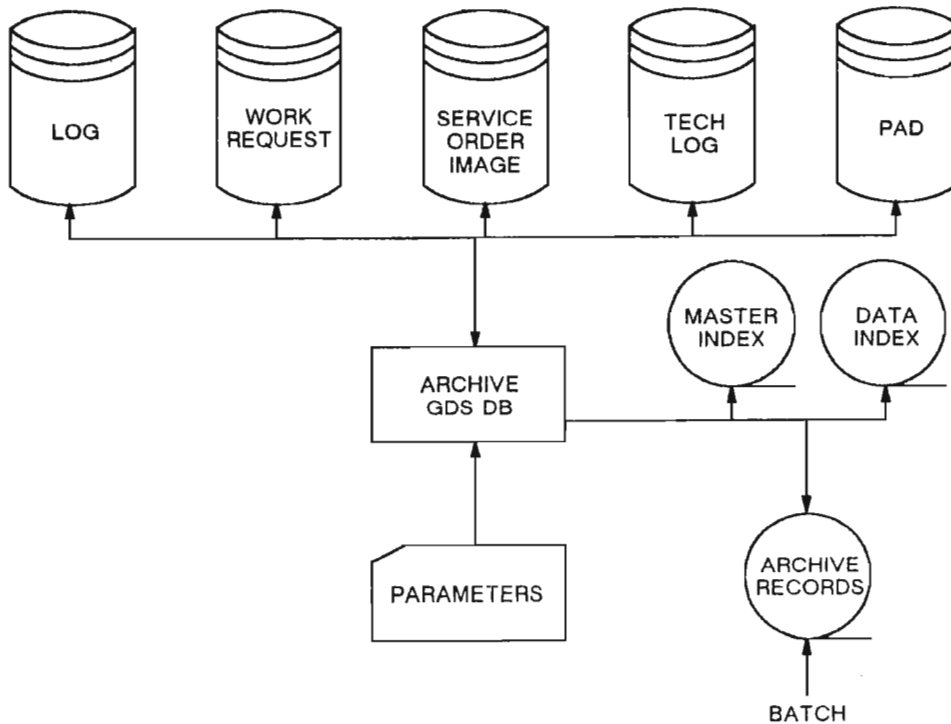 LOG
WORK
REQUEST
SERVICE
ORDER
IMAGE
TECH
LOG
PAD
MASTER
INDEX
DATA
INDEX
ARCHIVE
GDS DB
PARAMETERS
ARCHIVE
RECORDS
BATCH